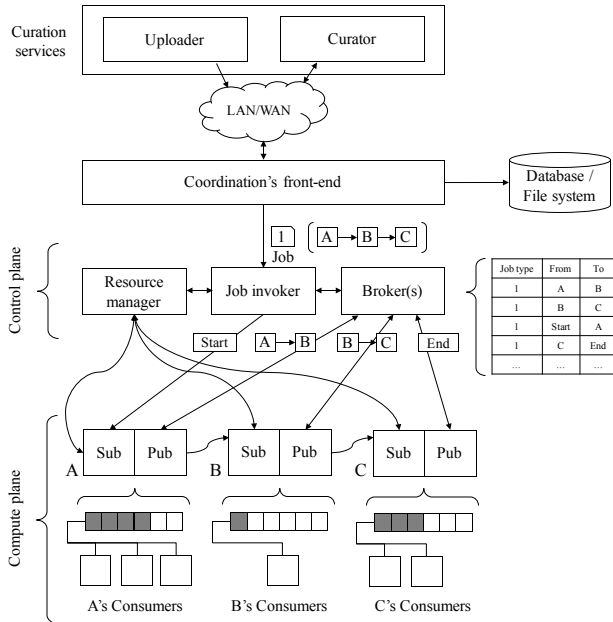 Curation
services
Uploader
Curator
LAN/WAN
Coordination's front-end
Database /
File system
1
Job
A
B
C
Control plane
Resource
manager
Job invoker
Broker(s)
Job type From To
1 A B
1 B C
1 Start A
1 C End
... ... ...
Start
A
B
B
C
End
Compute plane
A
Sub
Pub
B
Sub
Pub
C
Sub
Pub
A's Consumers
B's Consumers
C's Consumers